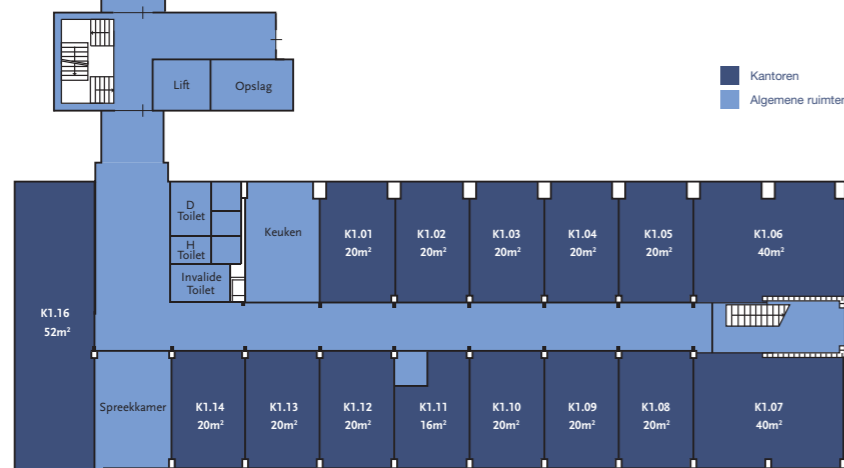 Lift
Opslag
Kantoren
Algemene ruimten
D
Toilet
H
Toilet
Invalide
Toilet
Keuken
K1.01
20m²
K1.02
20m²
K1.03
20m²
K1.04
20m²
K1.05
20m²
K1.06
40m²
K1.16
52m²
Spreekkamer
K1.14
20m²
K1.13
20m²
K1.12
20m²
K1.11
16m²
K1.10
20m²
K1.09
20m²
K1.08
20m²
K1.07
40m²